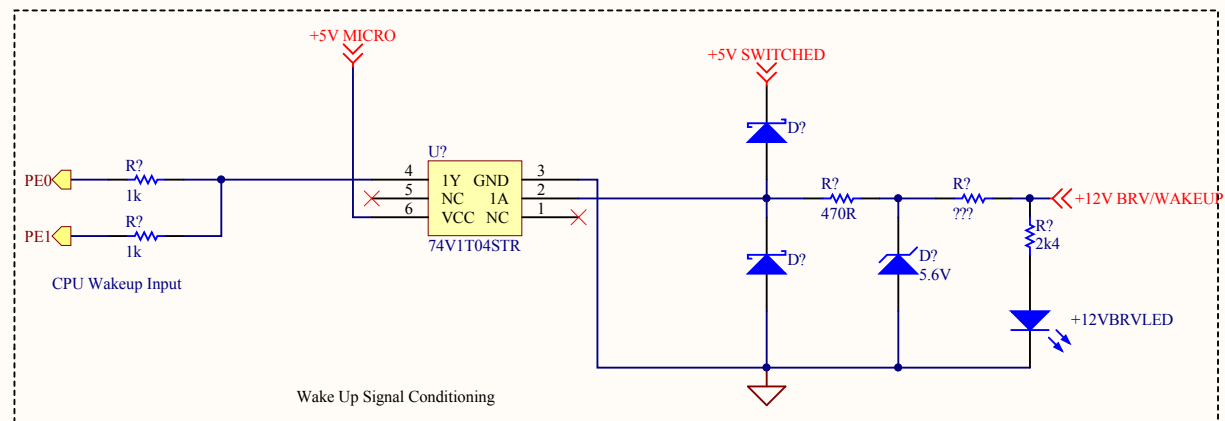 +5V MICRO
+5V SWITCHED
D?
U?
R?
PE0
1k
4
1Y
GND
3
5
NC
1A
2
6
VCC
NC
1
74V1T04STR
R?
470R
R?
???
+12V BRV/WAKEUP
R?
2k4
R?
PE1
1k
D?
D?
5.6V
CPU Wakeup Input
+12VBRVLED
Wake Up Signal Conditioning